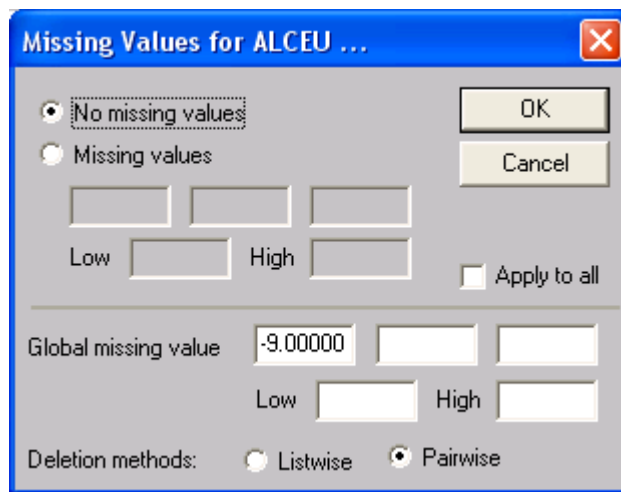 Missing Values for ALCEU ...
No missing values
OK
Missing values
Cancel
Low High
Apply to all
Global missing value -9.00000
Low High
Deletion methods: Listwise Pairwise